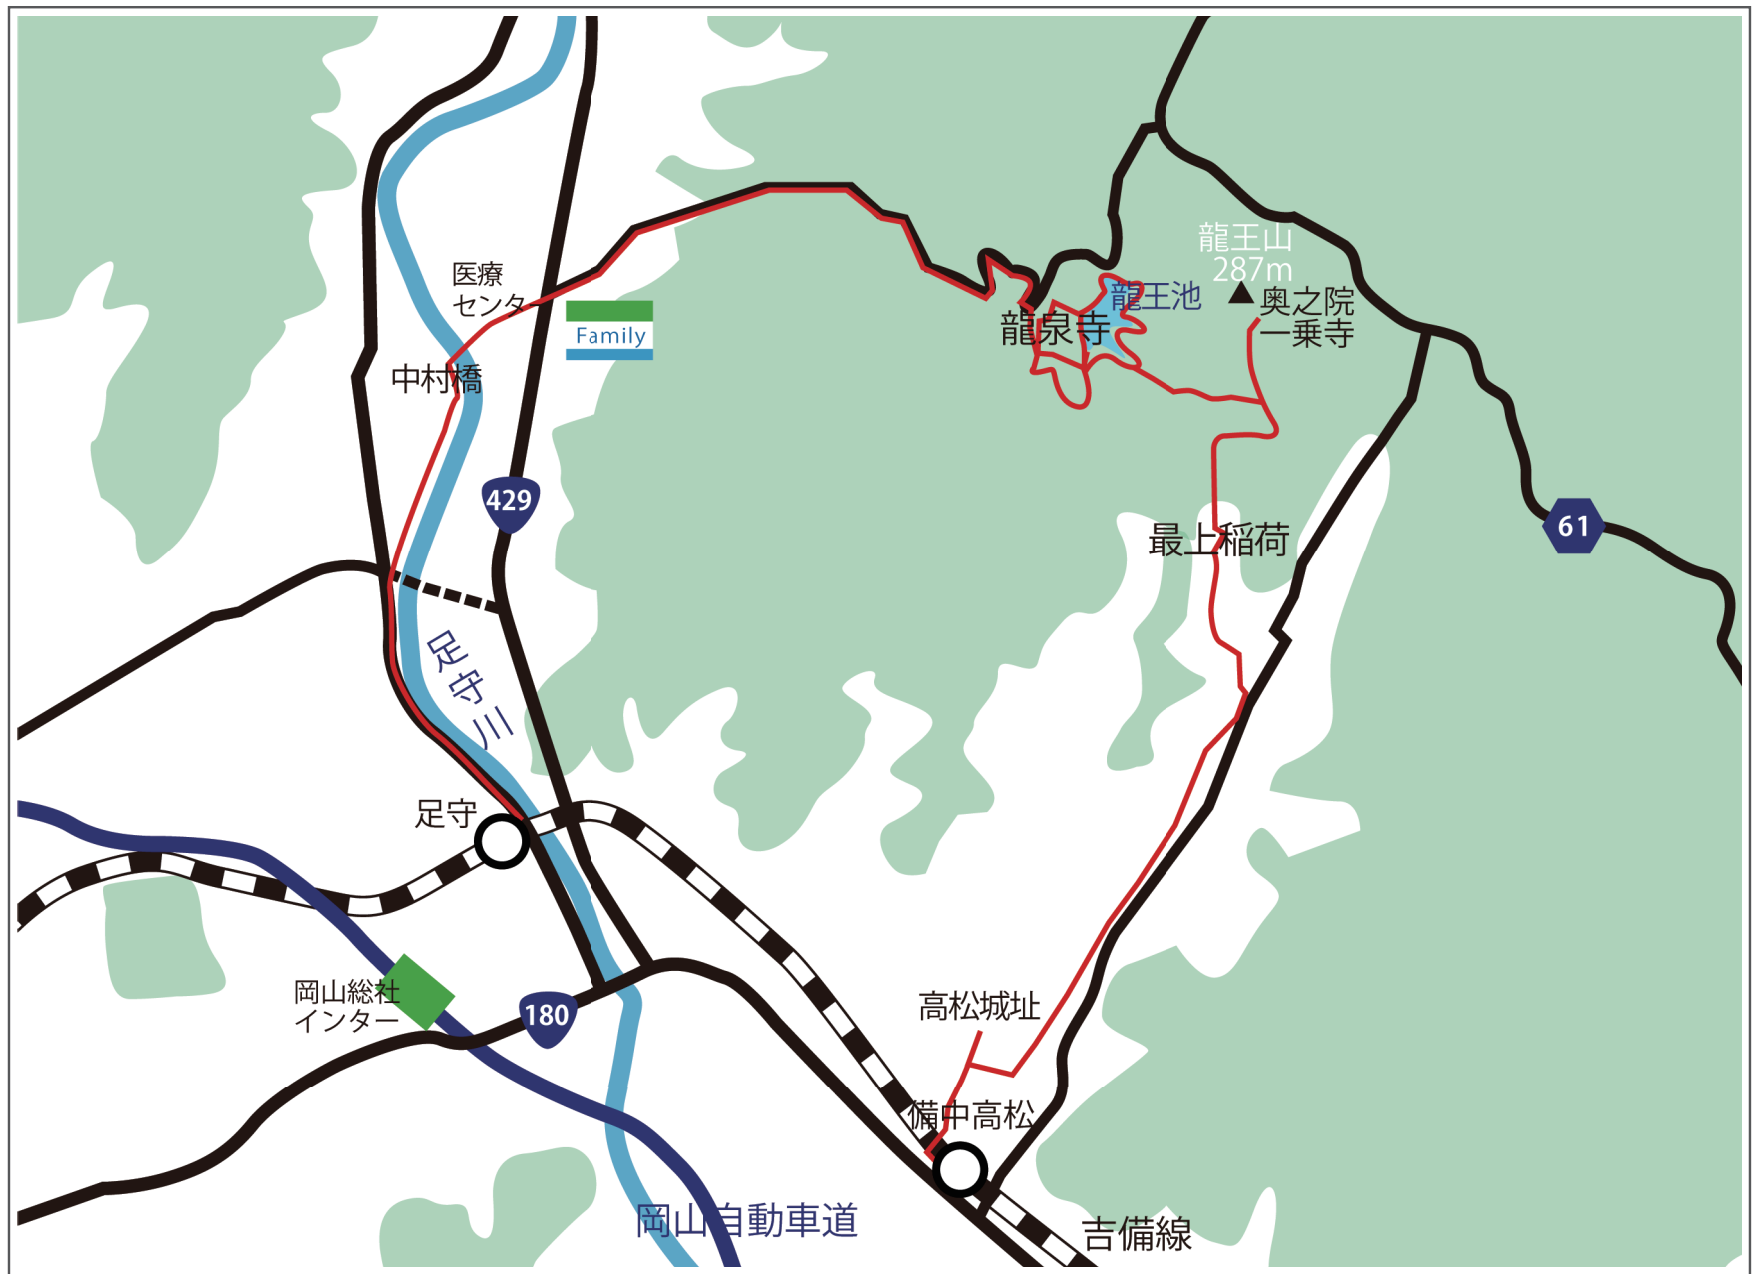 龍王山
287m
奥之院
一乗寺
龍王池
龍泉寺
医療
センター
Family
中村橋
429
61
最上稲荷
足守川
足守
岡山総社
インター
180
高松城址
備中高松
岡山自動車道
吉備線